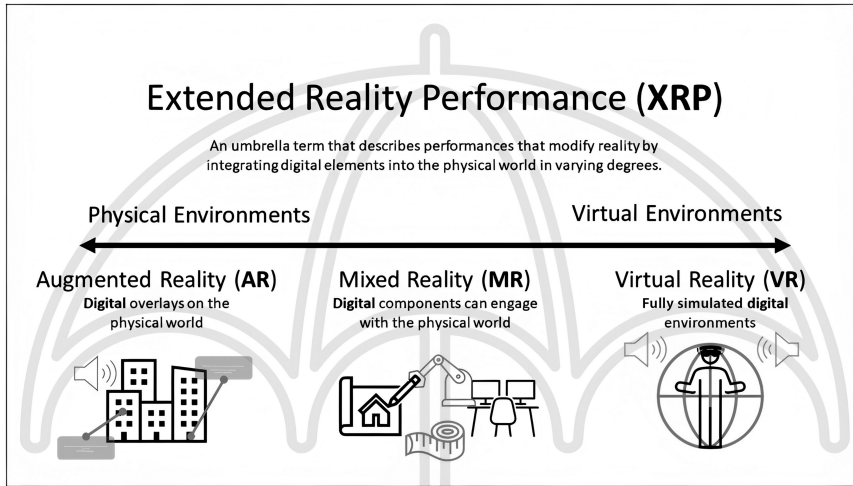 Extended Reality Performance (XRP)
An umbrella term that describes performances that modify reality by
integrating digital elements into the physical world in varying degrees.
Physical Environments
Virtual Environments
Augmented Reality (AR)
Digital overlays on the
physical world
Mixed Reality (MR)
Digital components can engage
with the physical world
Virtual Reality (VR)
Fully simulated digital
environments